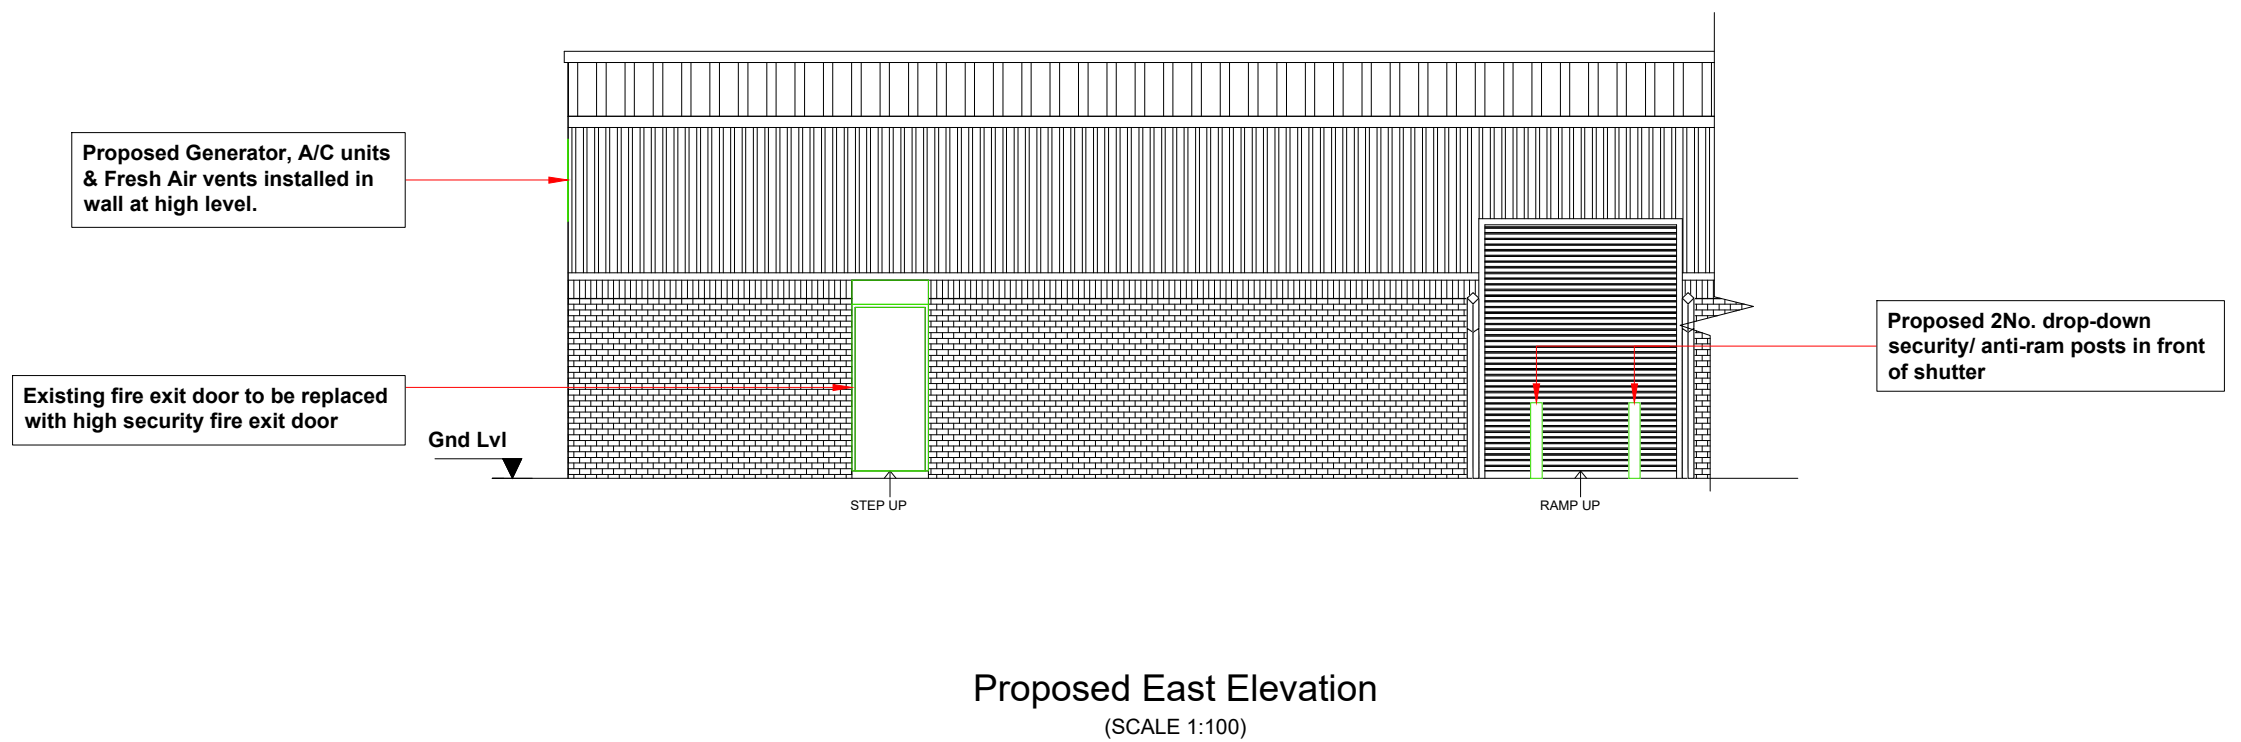 Proposed Generator, A/C units
& Fresh Air vents installed in
wall at high level.
Existing fire exit door to be replaced
with high security fire exit door
Gnd Lvl
STEP UP
RAMP UP
Proposed 2No. drop-down
security/ anti-ram posts in front
of shutter
Proposed East Elevation
(SCALE 1:100)